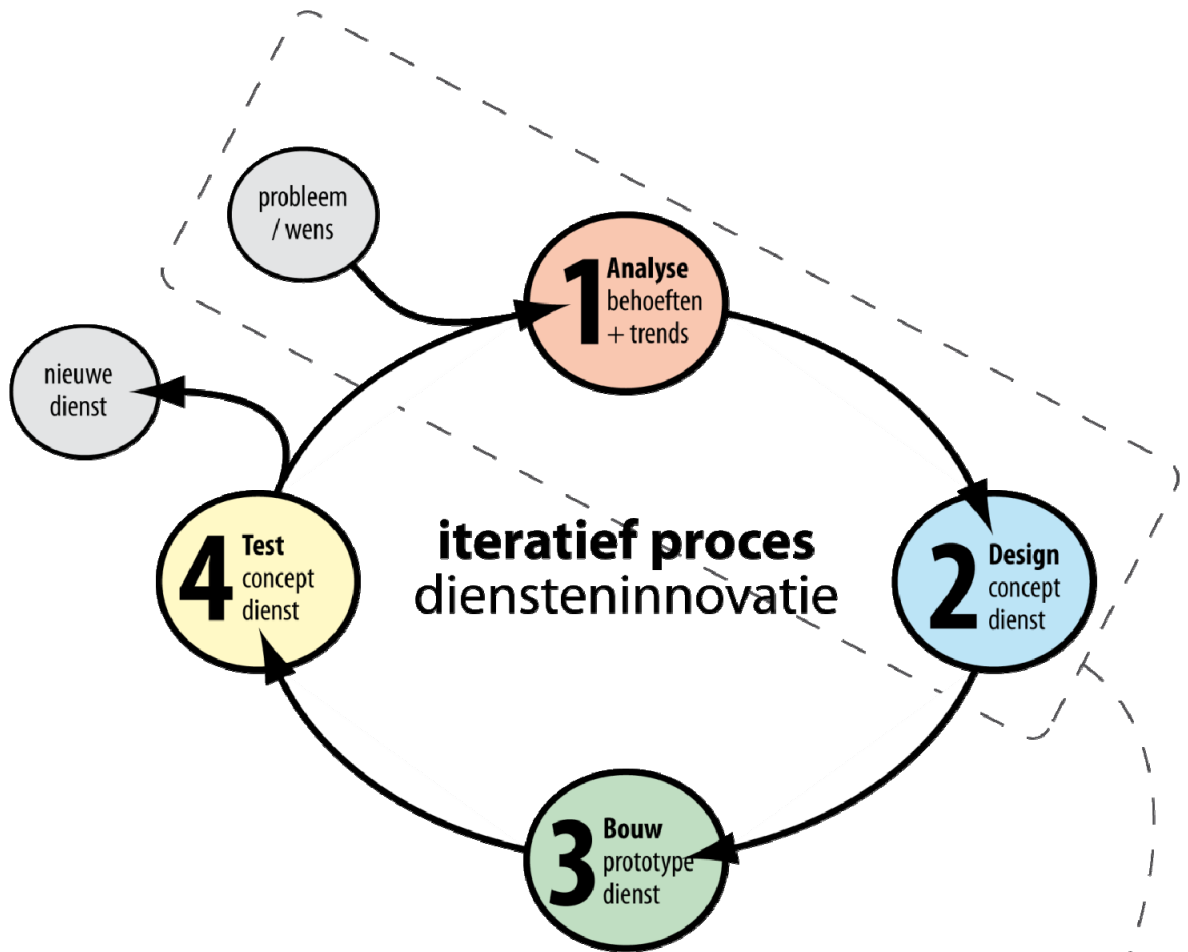 probleem
/ wens
1
Analyse
behoeften
+ trends
nieuwe
dienst
iteratief proces
diensteninnovatie
4
Test
concept
dienst
2
Design
concept
dienst
3
Bouw
prototype
dienst